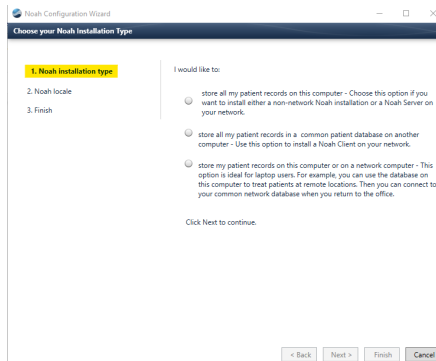 Noah Configuration Wizard
Choose your Noah Installation Type
1. Noah installation type
2. Noah locale
3. Finish
I would like to:
store all my patient records on this computer - Choose this option if you
want to install either a non-network Noah installation or a Noah Server on
your network.
store all my patient records in a common patient database on another
computer - Use this option to install a Noah Client on your network.
store my patient records on this computer or on a network computer - This
option is ideal for laptop users. For example, you can use the database on
this computer to treat patients at remote locations. Then you can connect to
your common network database when you return to the office.
Click Next to continue.
< Back
Next >
Finish
Cancel